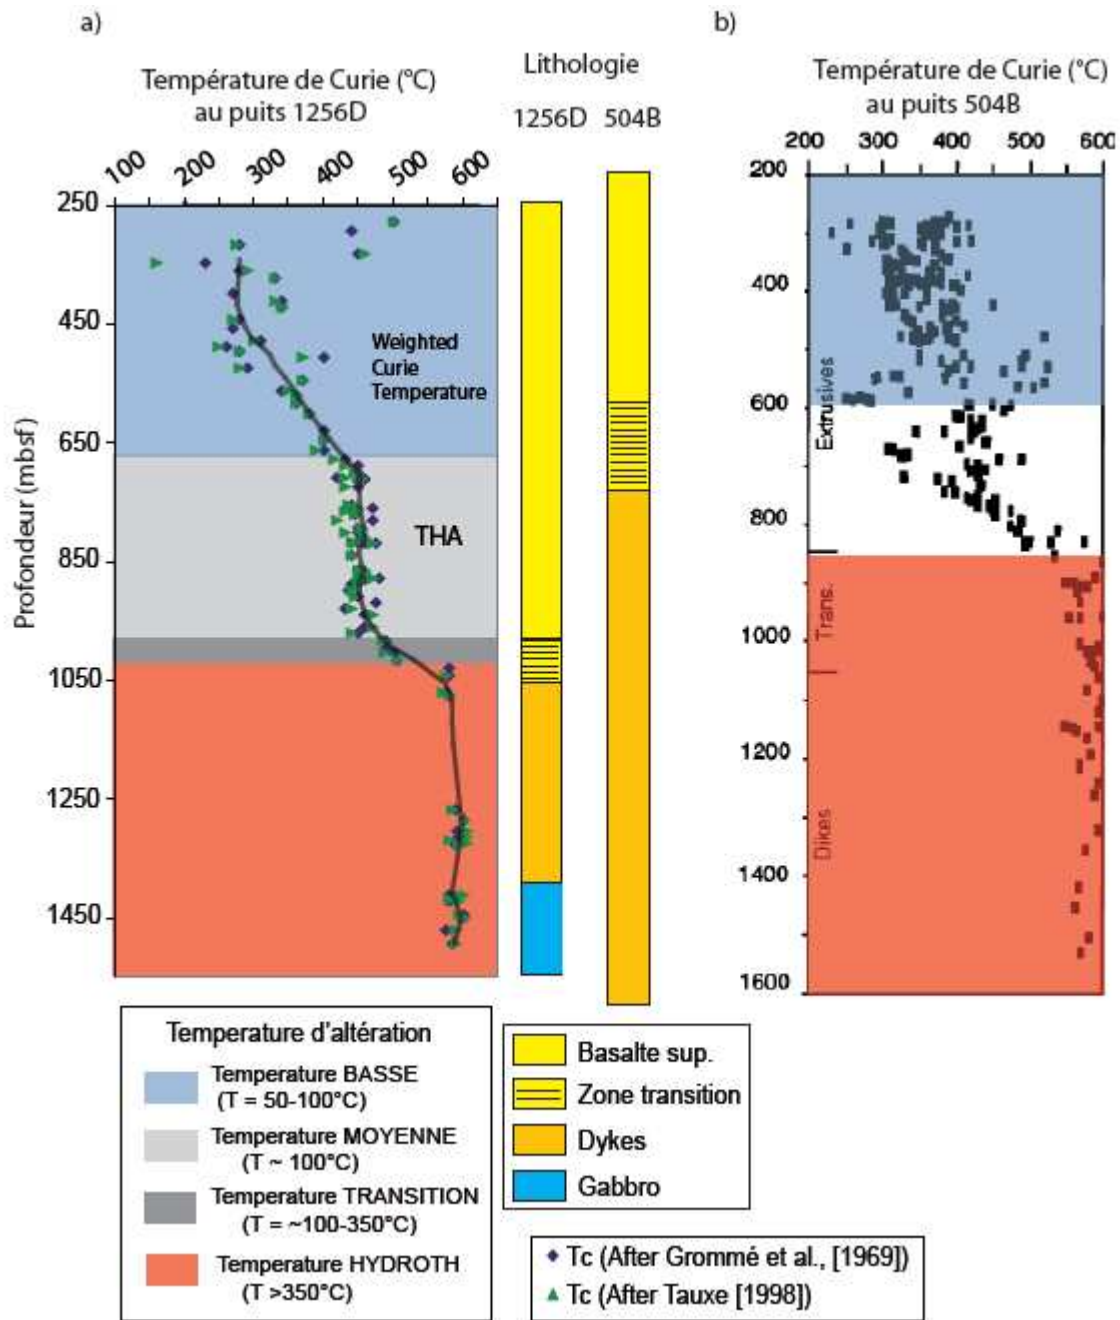 a)
Température de Curie (°C)
au puits 1256D
100 200 300 400 500 600
250
450
650
850
1050
1250
1450
Profondeur (mbsf)
Weighted
Curie
Temperature
THA
Lithologie
1256D 504B
b)
Température de Curie (°C)
au puits 504B
200 300 400 500 600
200
400
600
800
1000
1200
1400
1600
Extrusives
Trans.
Dikes
Temperature d'altération
Temperature BASSE
(T = 50-100°C)
Temperature MOYENNE
(T ~ 100°C)
Temperature TRANSITION
(T = ~100-350°C)
Temperature HYDROTH
(T >350°C)
Basalte sup.
Zone transition
Dykes
Gabbro
Tc (After Grommé et al., [1969])
Tc (After Tauxe [1998])